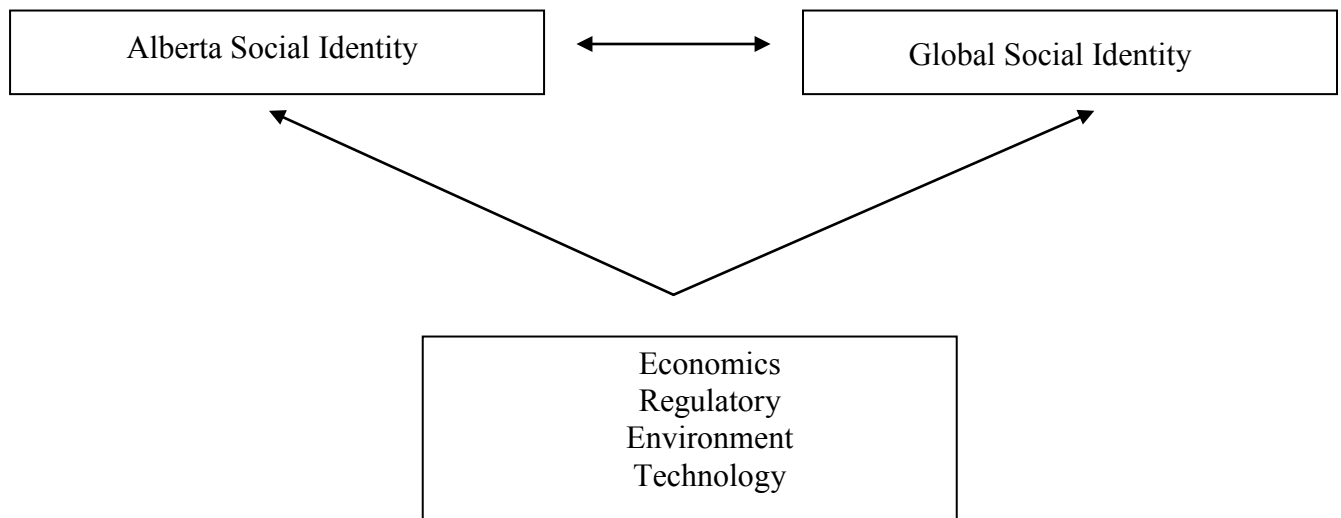 Alberta Social Identity
Global Social Identity
Economics
Regulatory
Environment
Technology